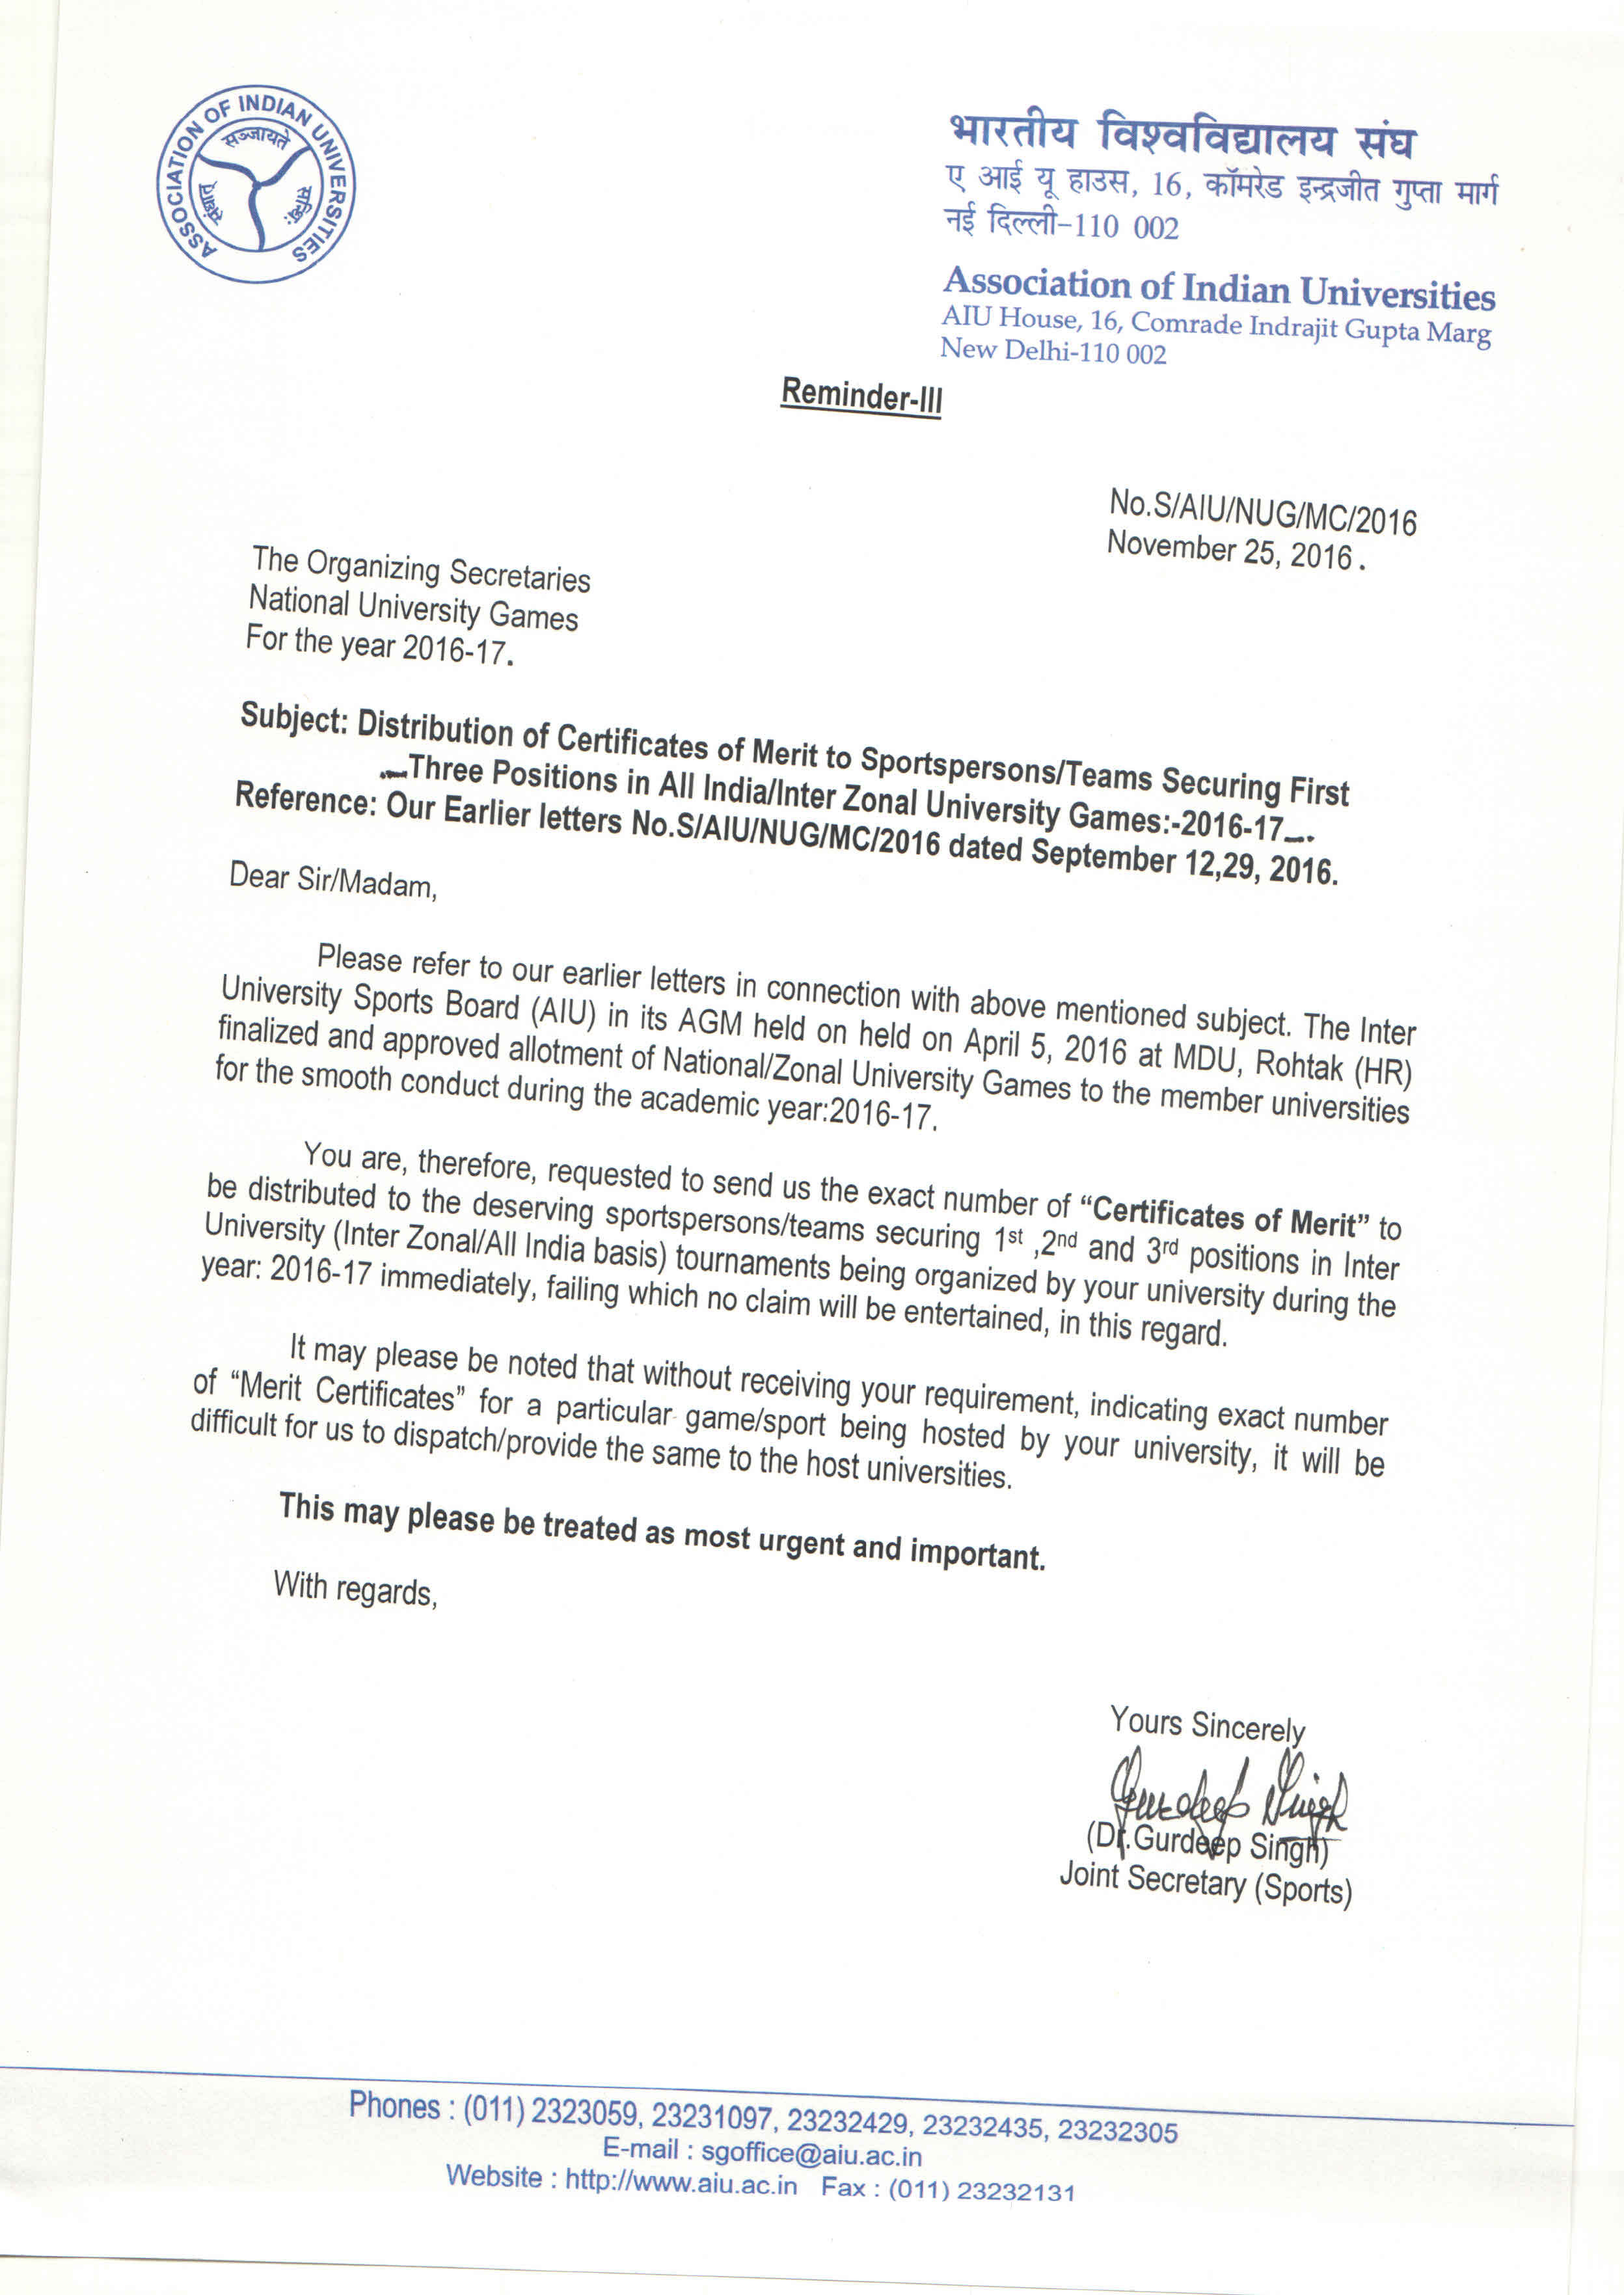 ASSOCIATION OF INDIAN UNIVERSITIES
सञ्जायते
भारतीय विश्वविद्यालय संघ
ए आई यू हाउस, 16, कॉमरेड इन्द्रजीत गुप्ता मार्ग
नई दिल्ली-110 002
Association of Indian Universities
AIU House, 16, Comrade Indrajit Gupta Marg
New Delhi-110 002
Reminder-III
No.S/AIU/NUG/MC/2016
November 25, 2016.
The Organizing Secretaries
National University Games
For the year 2016-17.
Subject: Distribution of Certificates of Merit to Sportspersons/Teams Securing First
Three Positions in All India/Inter Zonal University Games:-2016-17_.
Reference: Our Earlier letters No.S/AIU/NUG/MC/2016 dated September 12,29, 2016.
Dear Sir/Madam,
Please refer to our earlier letters in connection with above mentioned subject. The Inter
University Sports Board (AIU) in its AGM held on held on April 5, 2016 at MDU, Rohtak (HR)
finalized and approved allotment of National/Zonal University Games to the member universities
for the smooth conduct during the academic year:2016-17.
You are, therefore, requested to send us the exact number of “Certificates of Merit” to
be distributed to the deserving sportspersons/teams securing 1st ,2nd and 3rd positions in Inter
University (Inter Zonal/All India basis) tournaments being organized by your university during the
year: 2016-17 immediately, failing which no claim will be entertained, in this regard.
It may please be noted that without receiving your requirement, indicating exact number
of “Merit Certificates” for a particular game/sport being hosted by your university, it will be
difficult for us to dispatch/provide the same to the host universities.
This may please be treated as most urgent and important.
With regards,
Yours Sincerely
Gurdeep Singh
(Dr.Gurdeep Singh)
Joint Secretary (Sports)
Phones : (011) 2323059, 23231097, 23232429, 23232435, 23232305
E-mail : sgoffice@aiu.ac.in
Website : http://www.aiu.ac.in Fax : (011) 23232131